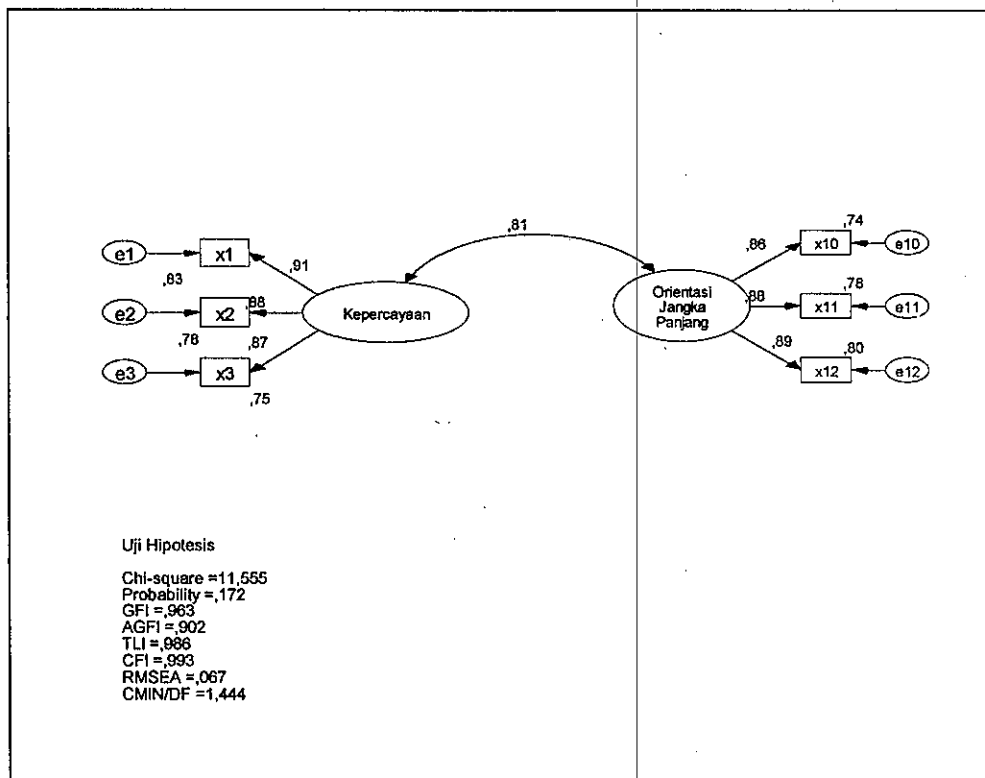 ,81
,74
e1
x1
,91
,86
x10
e10
,83
e2
x2
,88
Kepercayaan
Orientasi
Jangka
Panjang
,88
,78
x11
e11
,78
,87
e3
x3
,89
,80
x12
e12
,75
Uji Hipotesis
Chi-square =11,555
Probability =,172
GFI =,963
AGFI =,902
TLI =,986
CFI =,993
RMSEA =,067
CMIN/DF =1,444